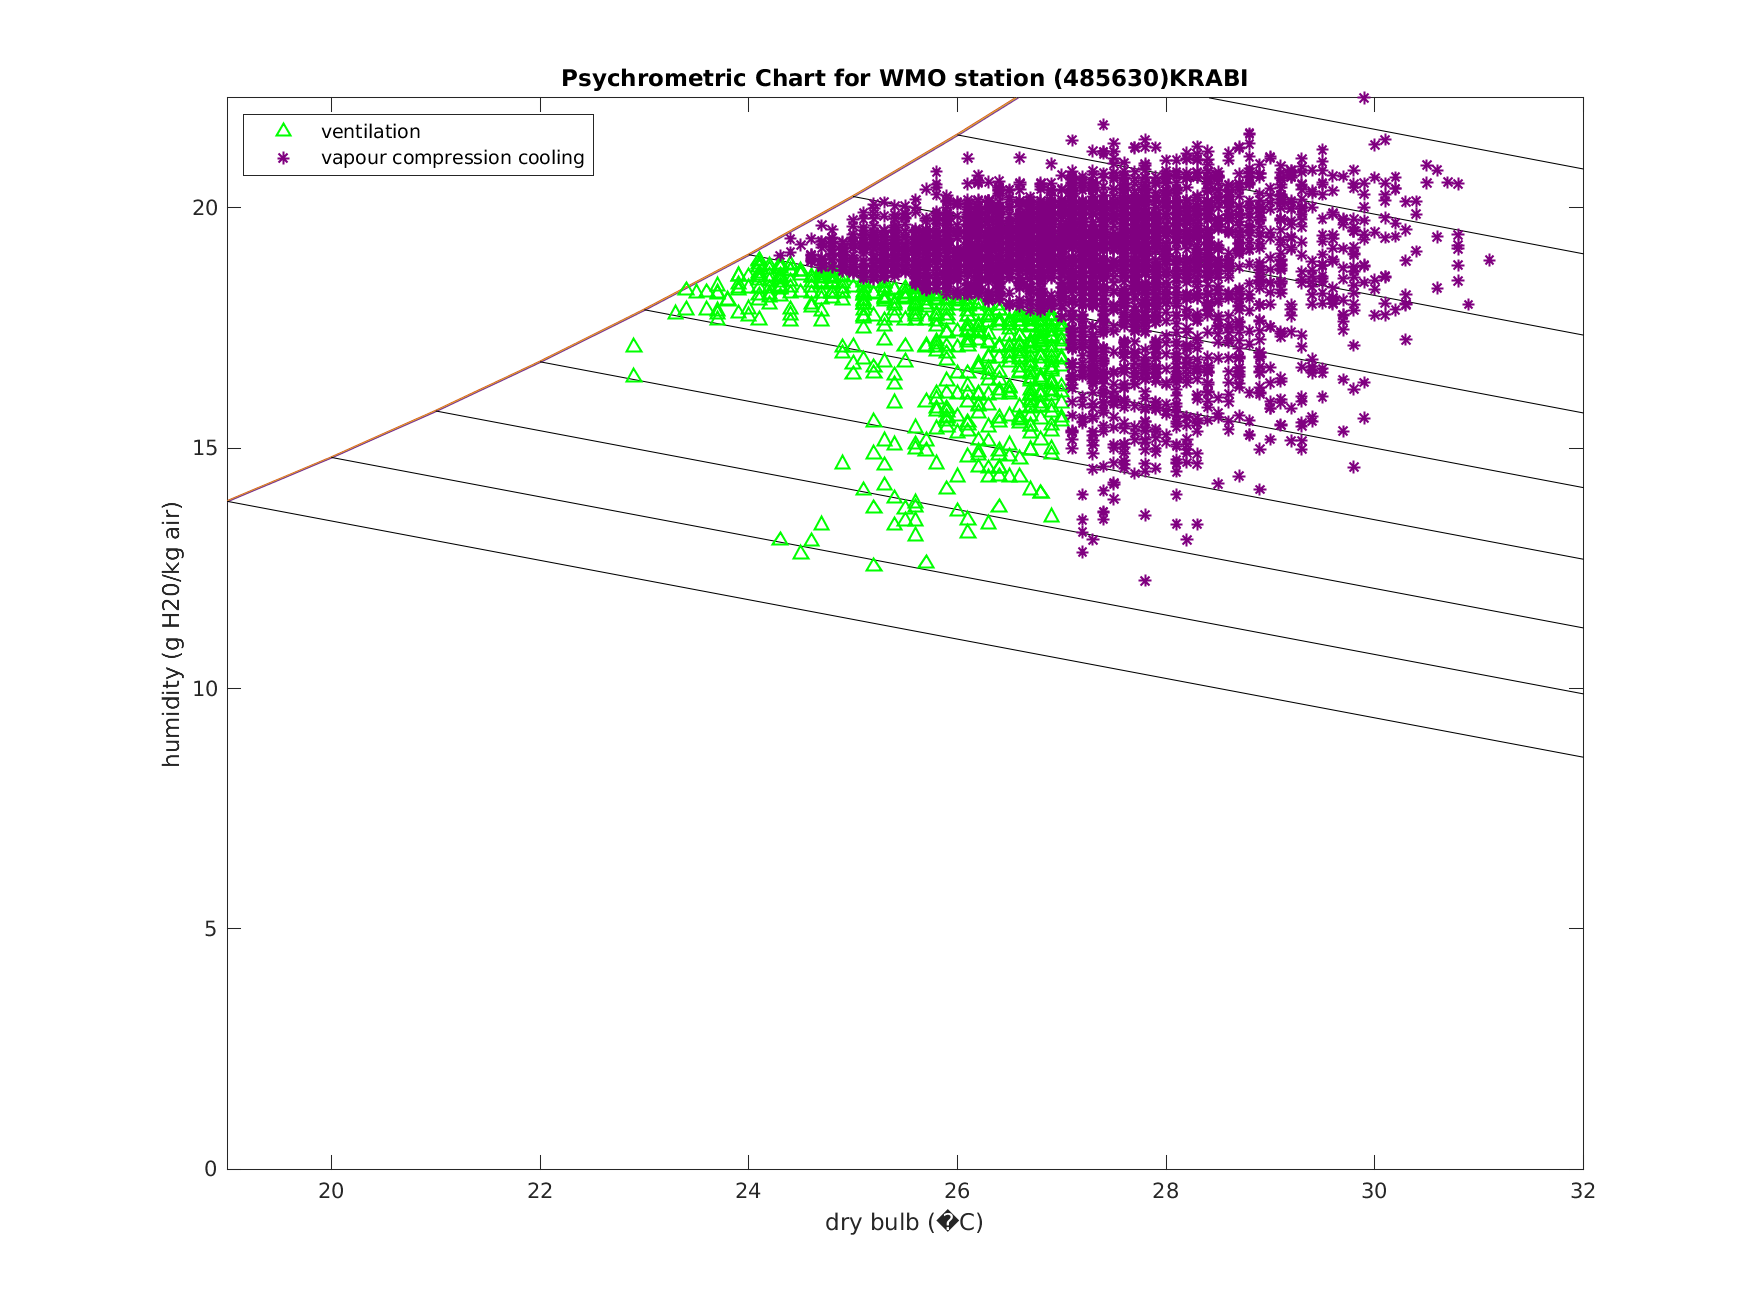 Psychrometric Chart for WMO station (485630)KRABI
ventilation
vapour compression cooling
humidity (g H20/kg air)
20
15
10
5
0
20 22 24 26 28 30 32
dry bulb (�C)